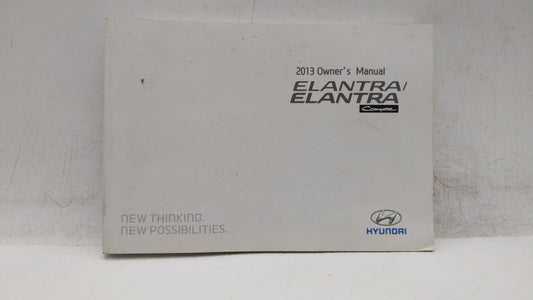 2013 Owner's Manual
ELANTRA/
ELANTRA
Coupe
NEW THINKING.
NEW POSSIBILITIES.
HYUNDAI